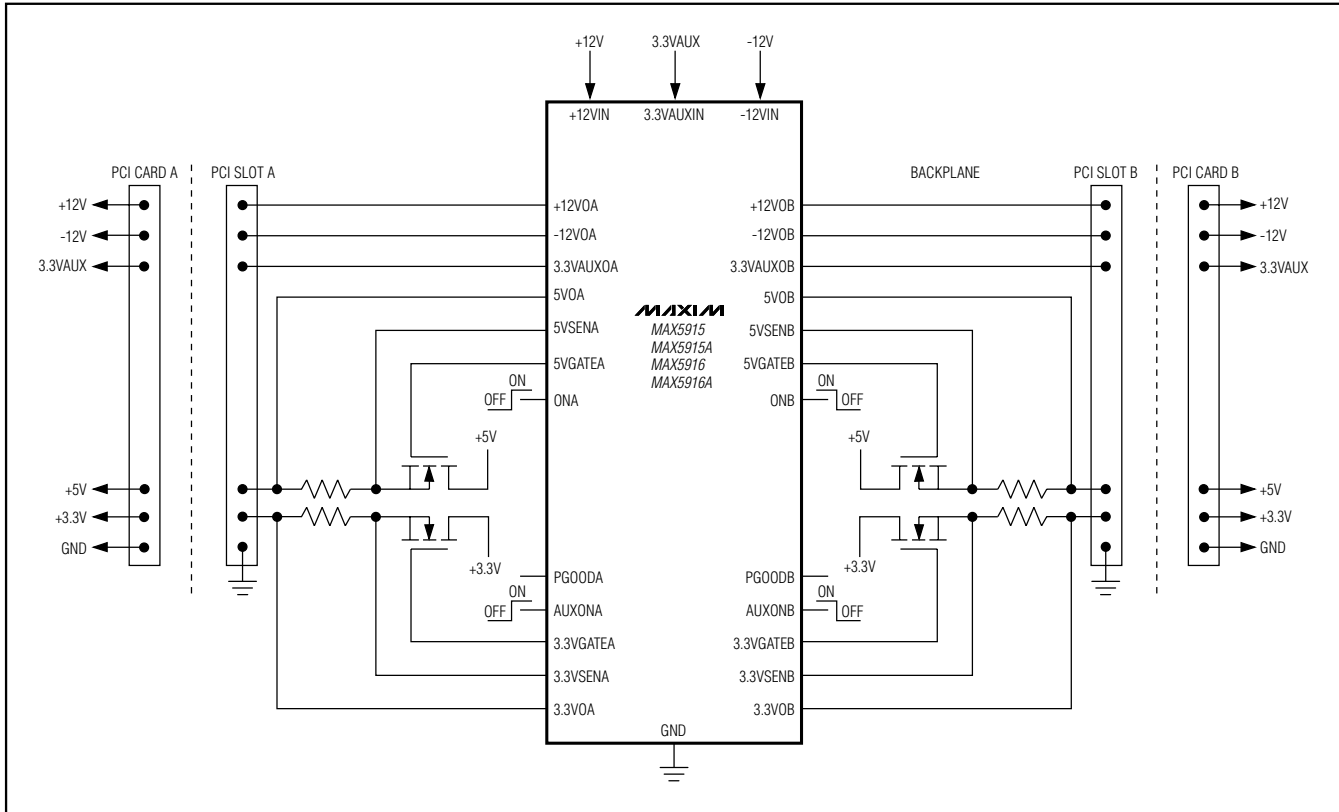 +12V 3.3VAUX -12V
+12VIN 3.3VAUXIN -12VIN
PCI CARD A PCI SLOT A BACKPLANE PCI SLOT B PCI CARD B
+12V +12VOA +12VOB +12V
-12V -12VOA -12VOB -12V
3.3VAUX 3.3VAUXOA 3.3VAUXOB 3.3VAUX
5VOA 5VOB
MAXIM
5VSENA MAX5915 5VSENB
MAX5915A
5VGATEA MAX5916 5VGATEB
MAX5916A
ON ON
OFF ONA ONB OFF
+5V +5V
+5V +5V
+3.3V +3.3V
GND GND
+3.3V +3.3V
PGOODA PGOODB
ON ON
OFF AUXONA AUXONB OFF
3.3VGATEA 3.3VGATEB
3.3VSENA 3.3VSENB
3.3VOA 3.3VOB
GND